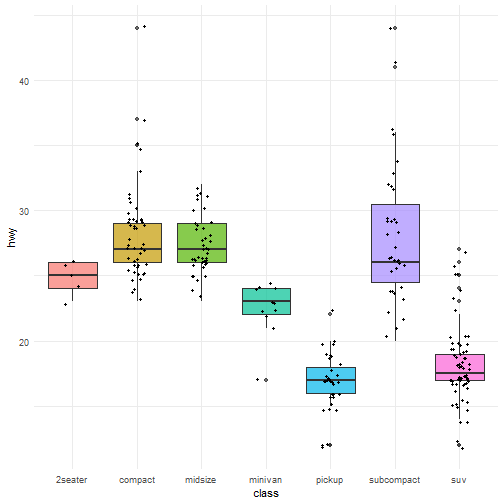 40
30
20
hwy
2seater compact midsize minivan pickup subcompact suv
class